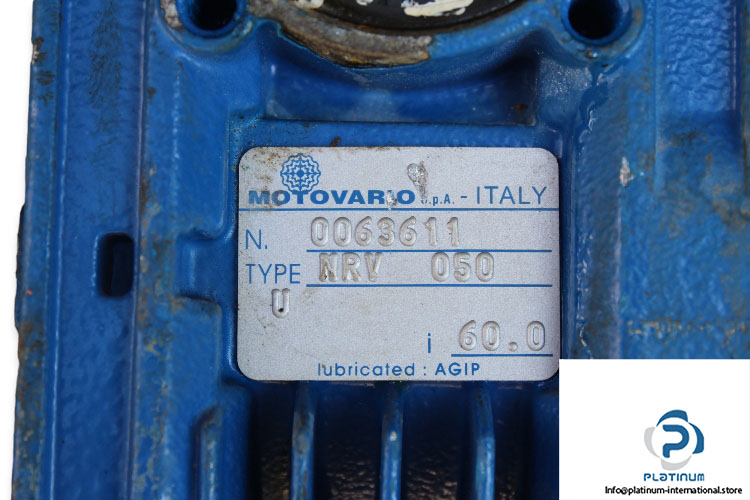 MOTOVARIO S.p.A. - ITALY
N. 0063611
TYPE NRV 050
U
i 60.0
lubricated : AGIP
PLATINUM
Info@platinum-international.store